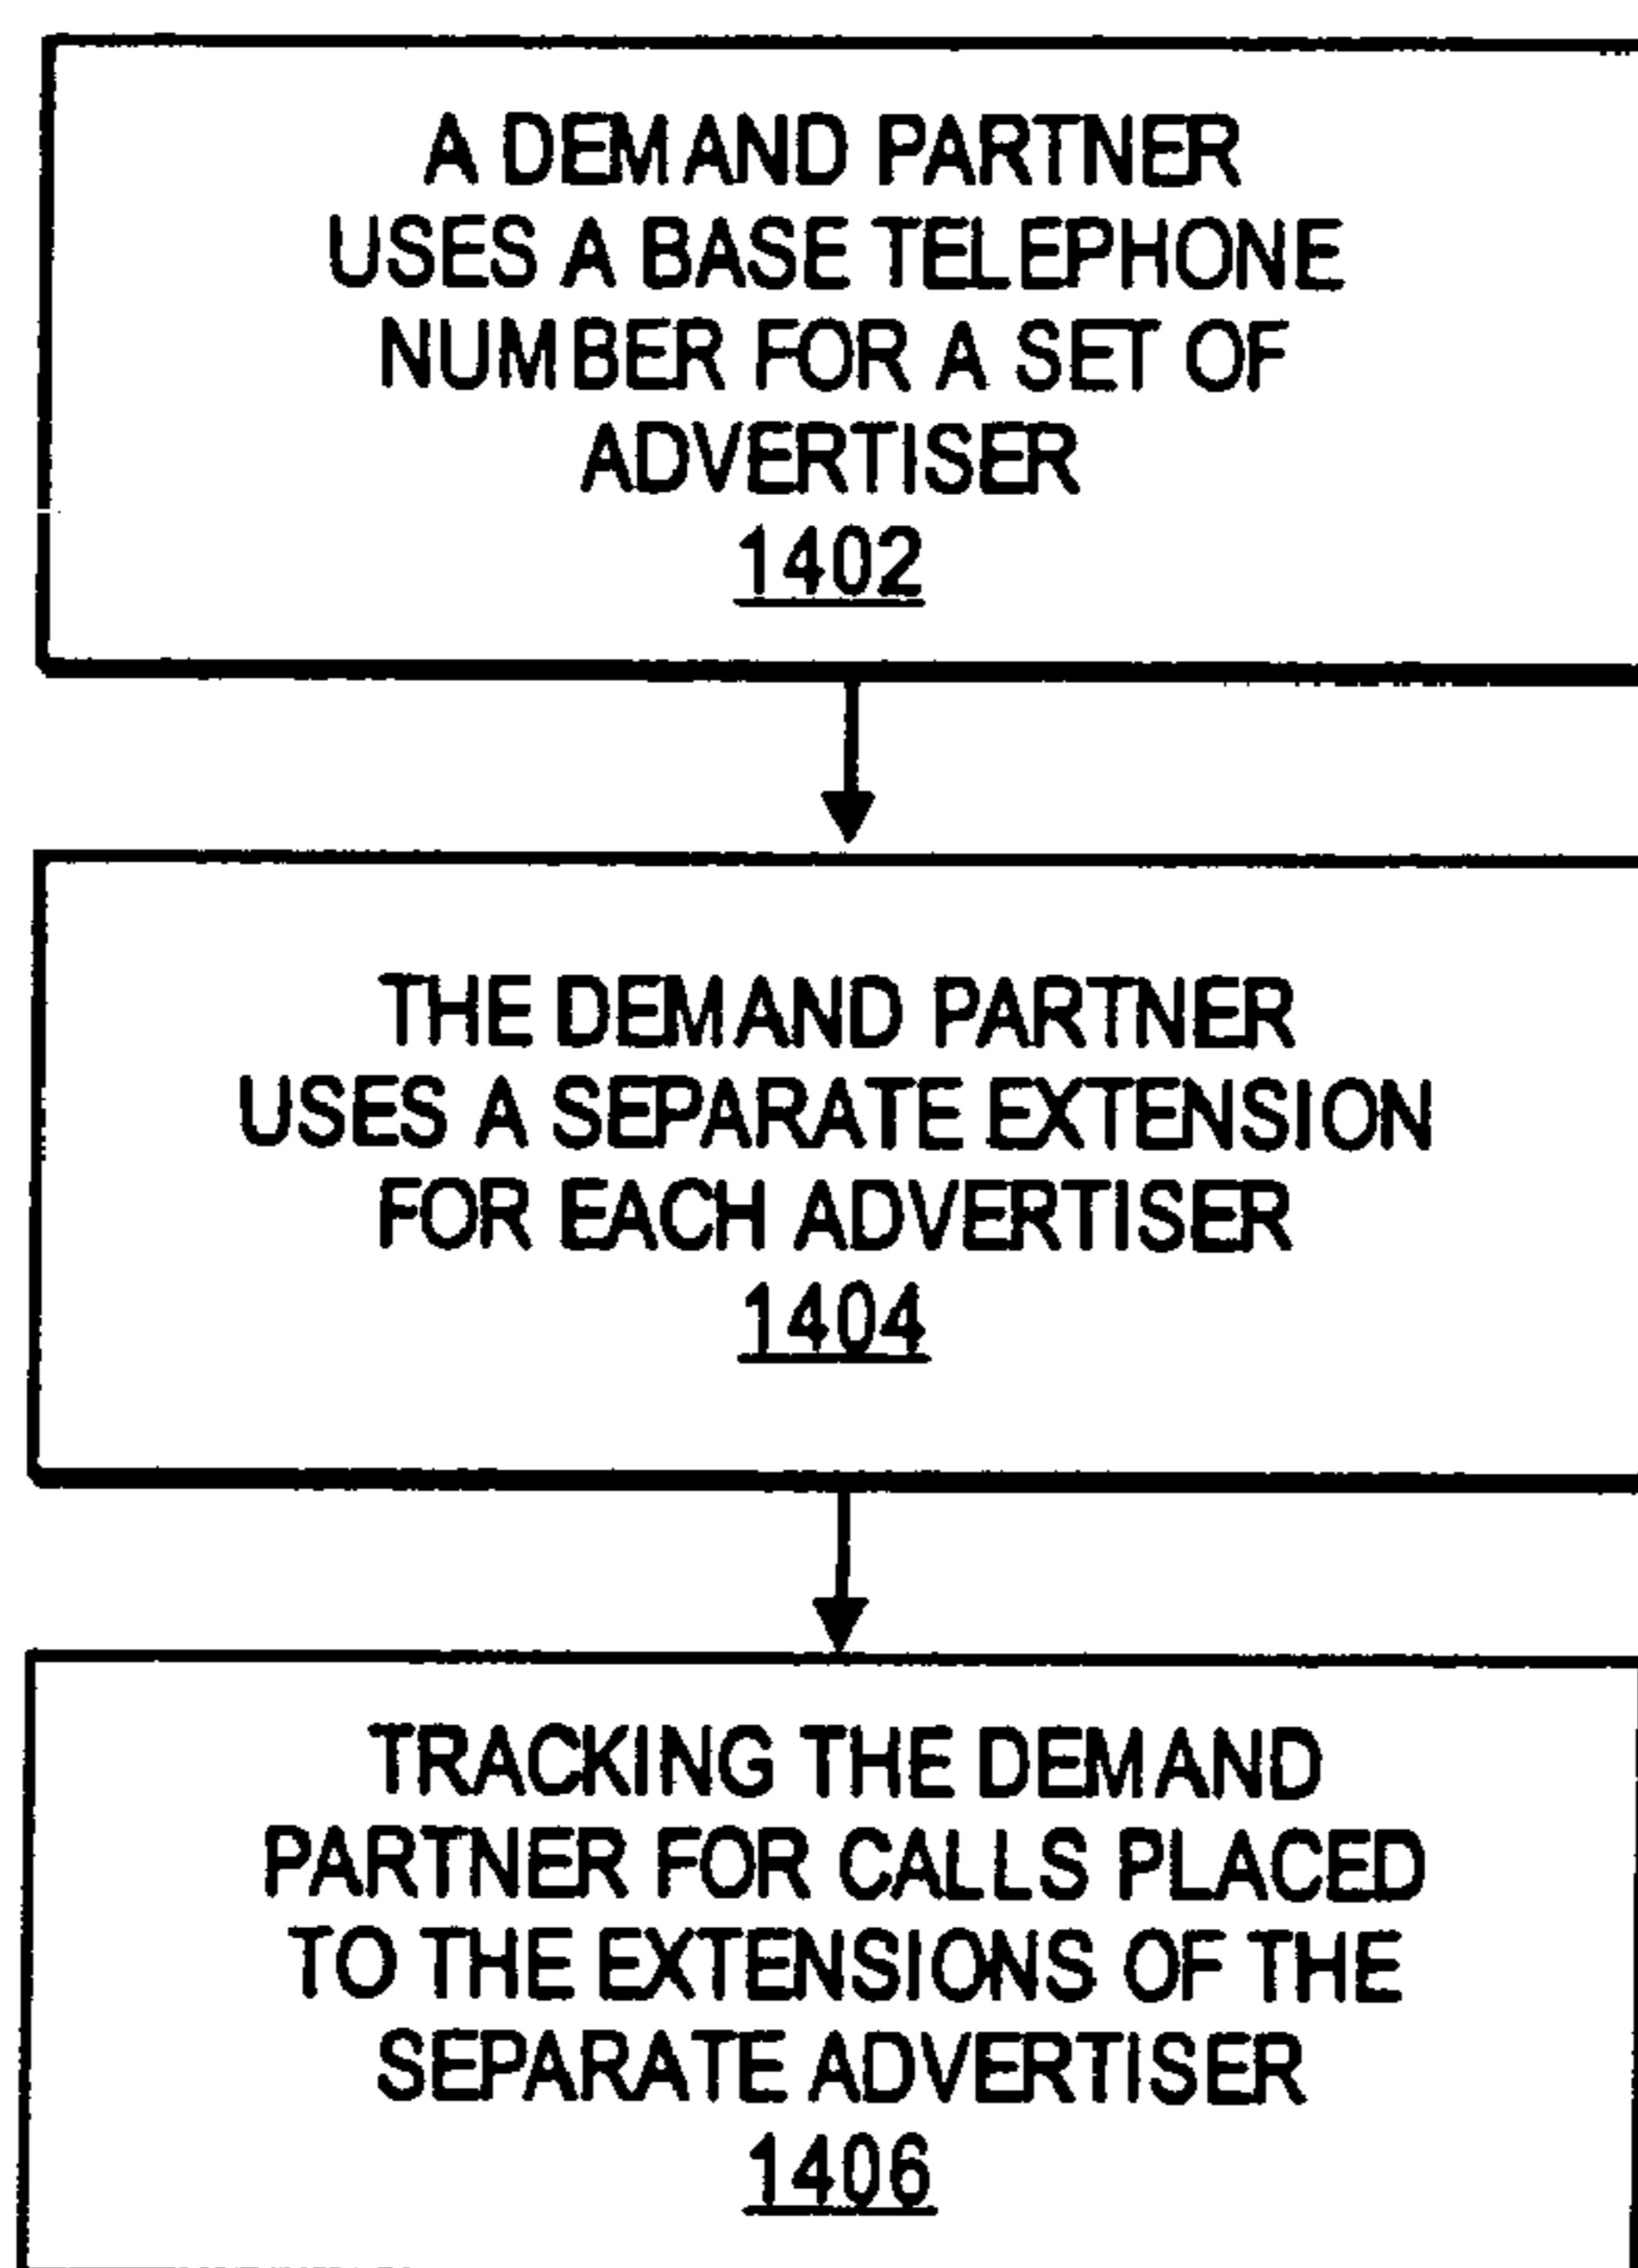 A DEMAND PARTNER
USES A BASE TELEPHONE
NUMBER FOR A SET OF
ADVERTISER
1402
THE DEMAND PARTNER
USES A SEPARATE EXTENSION
FOR EACH ADVERTISER
1404
TRACKING THE DEMAND
PARTNER FOR CALLS PLACED
TO THE EXTENSIONS OF THE
SEPARATE ADVERTISER
1406